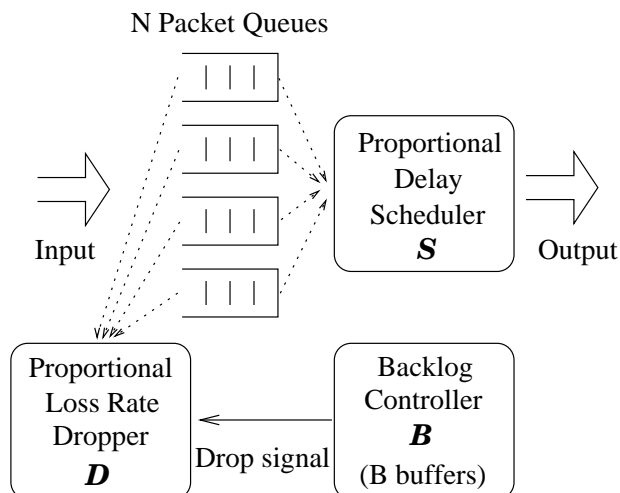 N Packet Queues
Input
Proportional
Delay
Scheduler
S
Output
Proportional
Loss Rate
Dropper
D
Drop signal
Backlog
Controller
B
(B buffers)